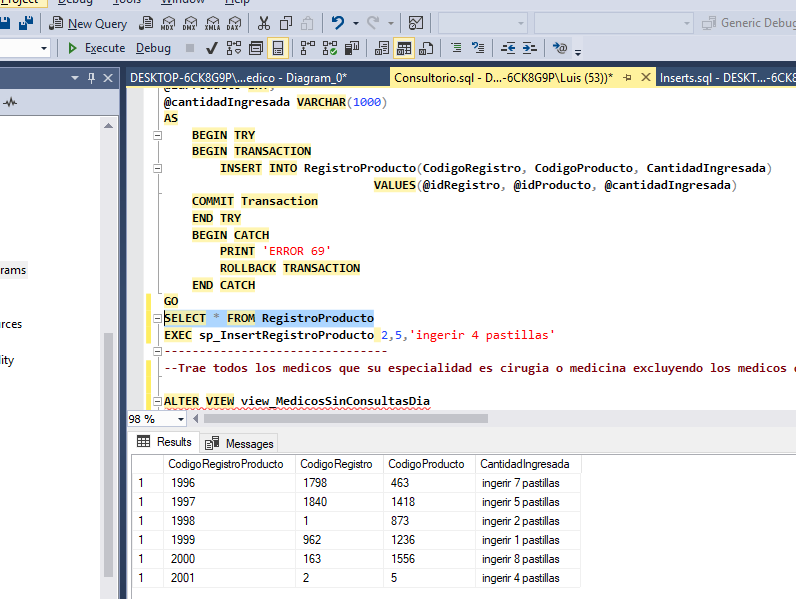 Project Debug Tools Window Help
New Query MDX DMX XMLA DAX Generic Debug
Execute Debug
DESKTOP-6CK8G9P\...edico - Diagram_0* Consultorio.sql - D...-6CK8G9P\Luis (53))* Inserts.sql - DESKT...-6CK8
@cantidadIngresada VARCHAR(1000)
AS
BEGIN TRY
BEGIN TRANSACTION
INSERT INTO RegistroProducto(CodigoRegistro, CodigoProducto, CantidadIngresada)
VALUES(@idRegistro, @idProducto, @cantidadIngresada)
COMMIT Transaction
END TRY
BEGIN CATCH
PRINT 'ERROR 69'
ROLLBACK TRANSACTION
END CATCH
GO
SELECT * FROM RegistroProducto
EXEC sp_InsertRegistroProducto 2,5,'ingerir 4 pastillas'
--------------------------------
--Trae todos los medicos que su especialidad es cirugia o medicina excluyendo los medicos
ALTER VIEW view_MedicosSinConsultasDia
rams
rces
lity
98 %
Results Messages
CodigoRegistroProducto CodigoRegistro CodigoProducto CantidadIngresada
1 1996 1798 463 ingerir 7 pastillas
1 1997 1840 1418 ingerir 5 pastillas
1 1998 1 873 ingerir 2 pastillas
1 1999 962 1236 ingerir 1 pastillas
1 2000 163 1556 ingerir 8 pastillas
1 2001 2 5 ingerir 4 pastillas